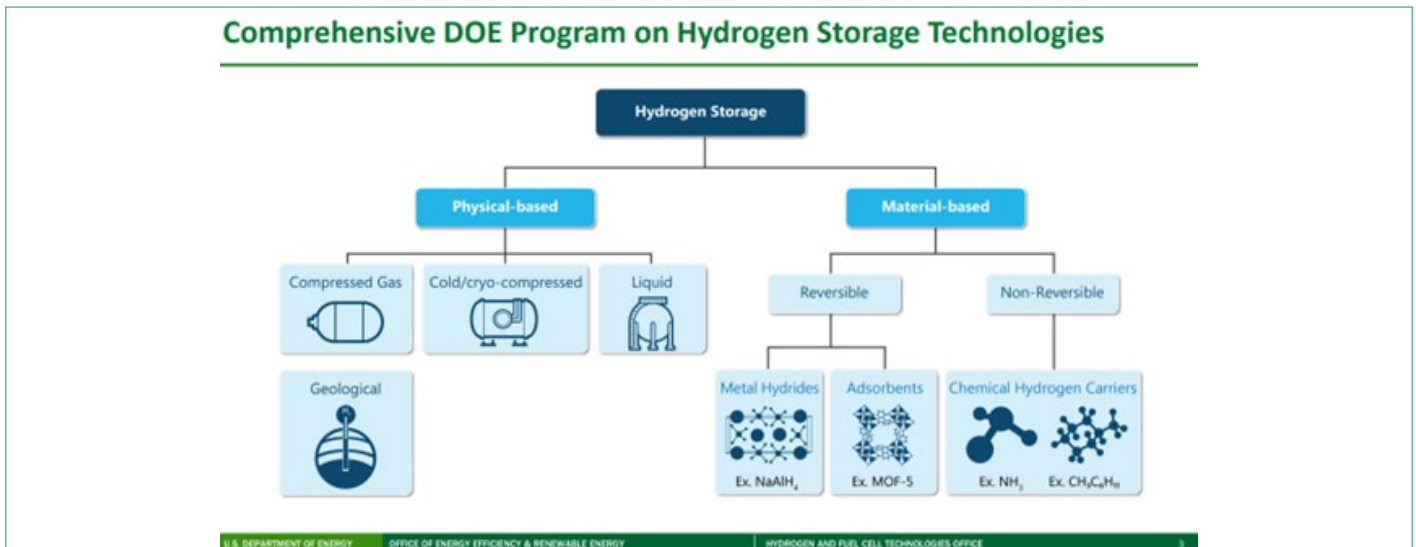 Comprehensive DOE Program on Hydrogen Storage Technologies
Hydrogen Storage
Physical-based
Material-based
Compressed Gas
Cold/cryo-compressed
Liquid
Reversible
Non-Reversible
Geological
Metal Hydrides
Adsorbents
Chemical Hydrogen Carriers
Ex. NaAlH₄
Ex. MOF-5
Ex. NH₃
Ex. CH₃C₆H₁₁
U.S. DEPARTMENT OF ENERGY
OFFICE OF ENERGY EFFICIENCY & RENEWABLE ENERGY
HYDROGEN AND FUEL CELL TECHNOLOGIES OFFICE
3